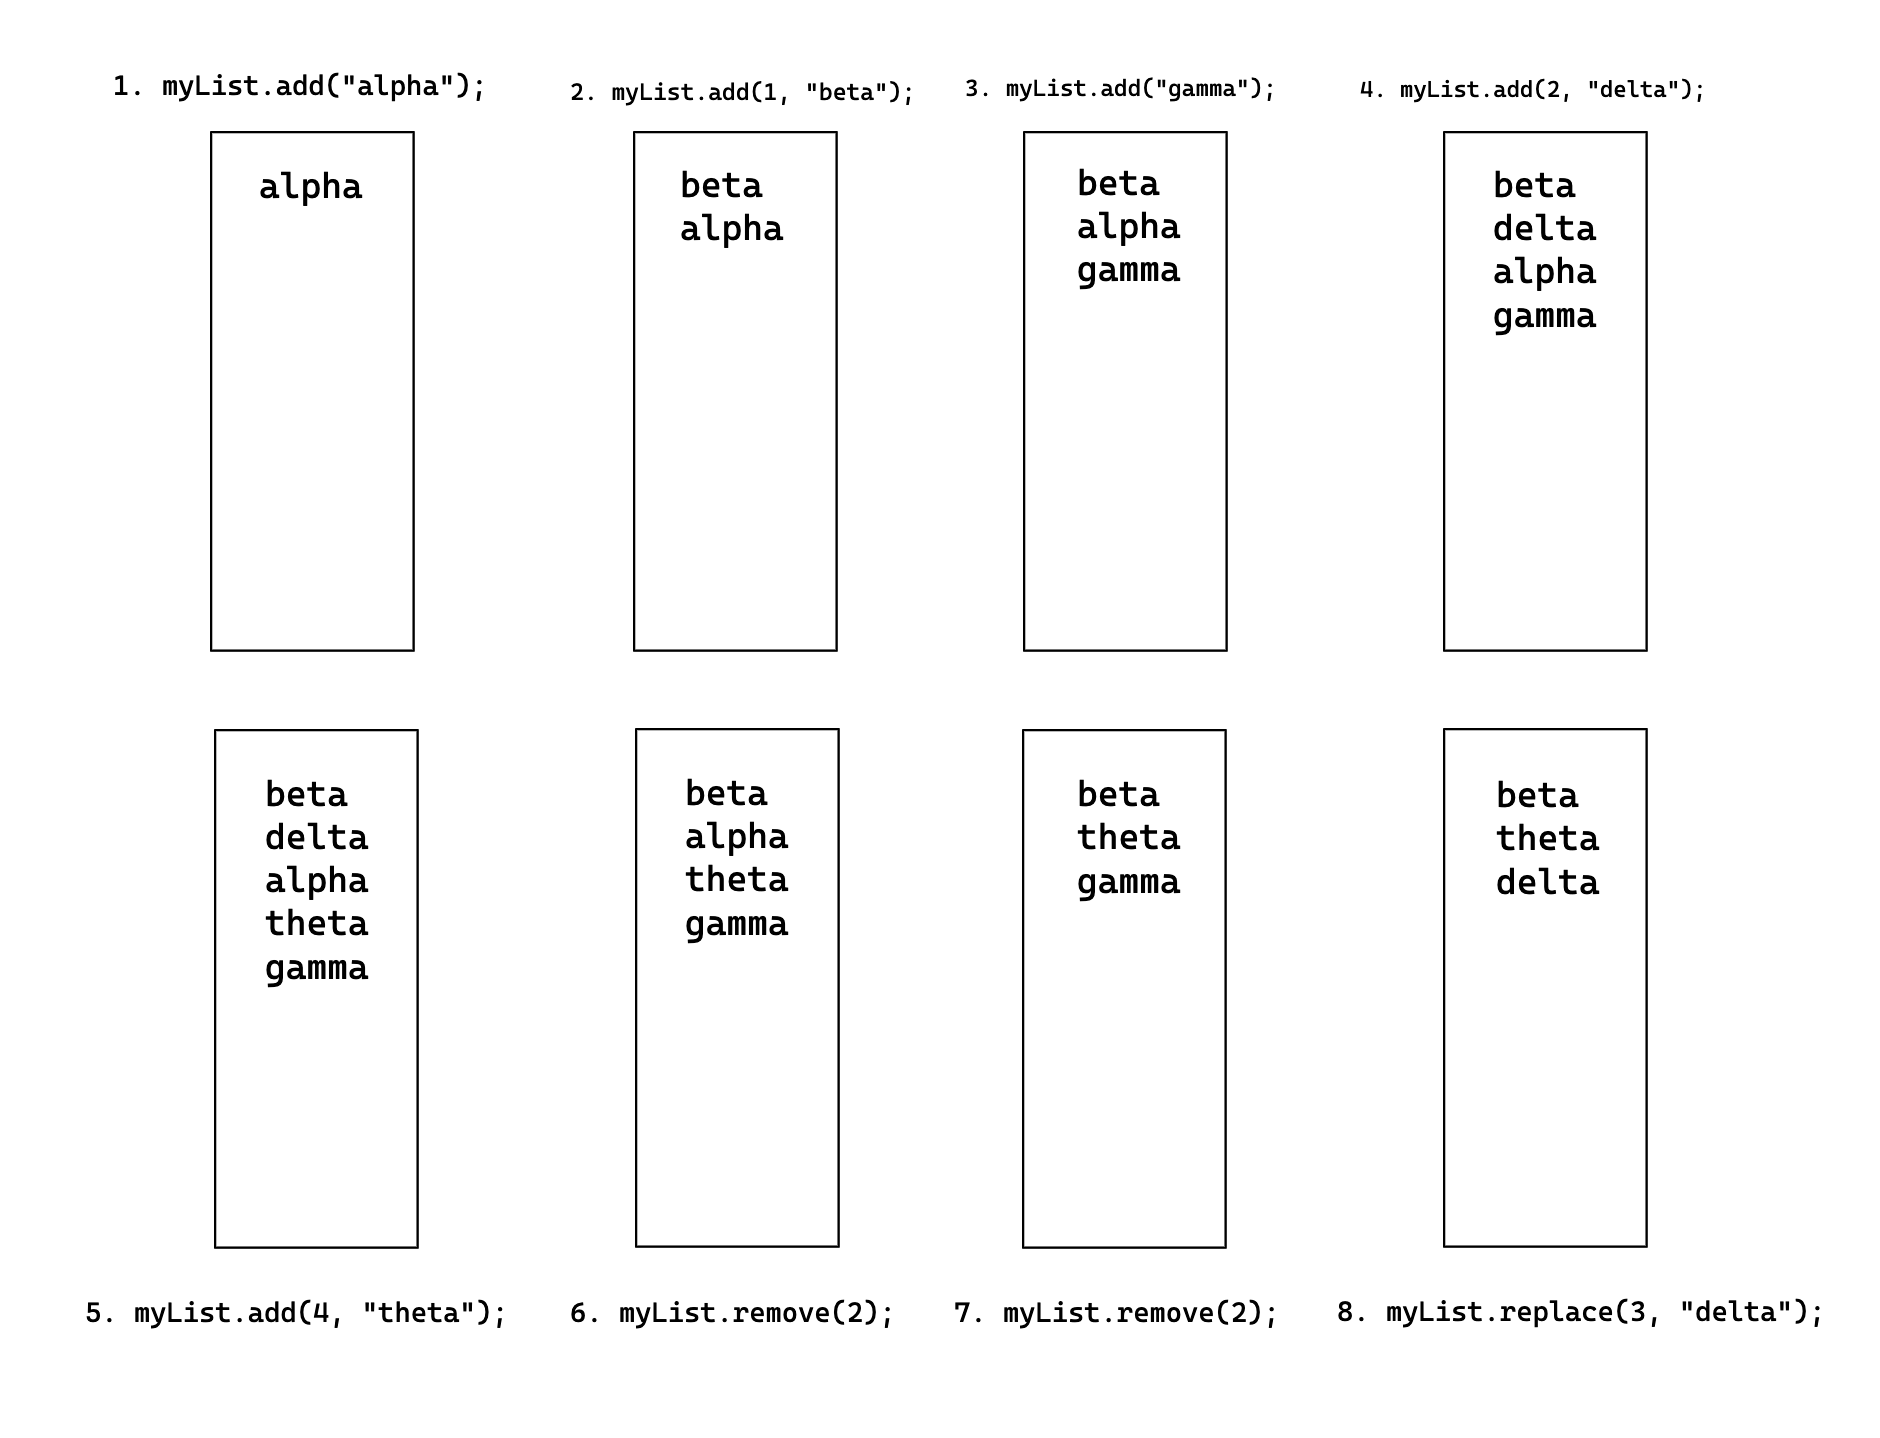 1. myList.add("alpha");
alpha
2. myList.add(1, "beta");
beta
alpha
3. myList.add("gamma");
beta
alpha
gamma
4. myList.add(2, "delta");
beta
delta
alpha
gamma
beta
delta
alpha
theta
gamma
5. myList.add(4, "theta");
beta
alpha
theta
gamma
6. myList.remove(2);
beta
theta
gamma
7. myList.remove(2);
beta
theta
delta
8. myList.replace(3, "delta");